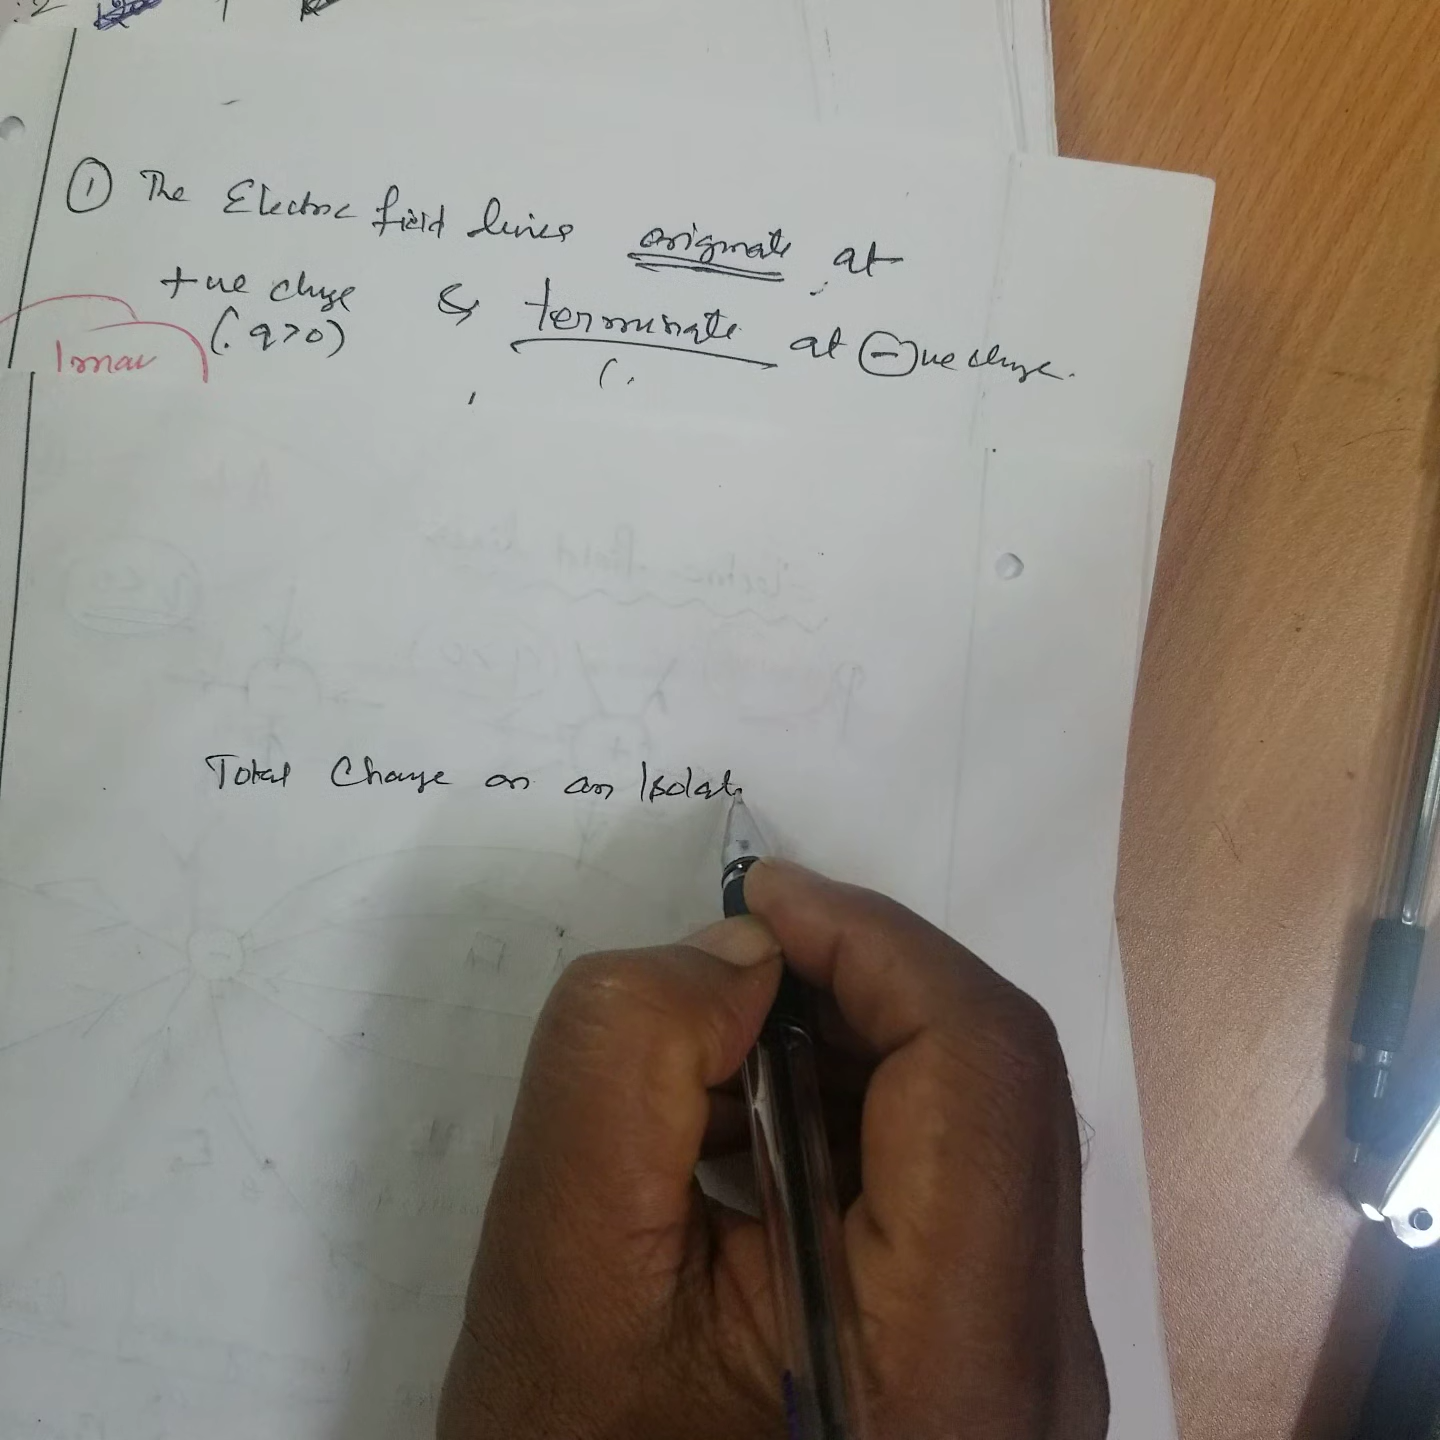 ① The Electric field lines originate at
+ve charge & terminate at ⊖ve charge.
(. q>0) (.
Total Charge on an Isolat